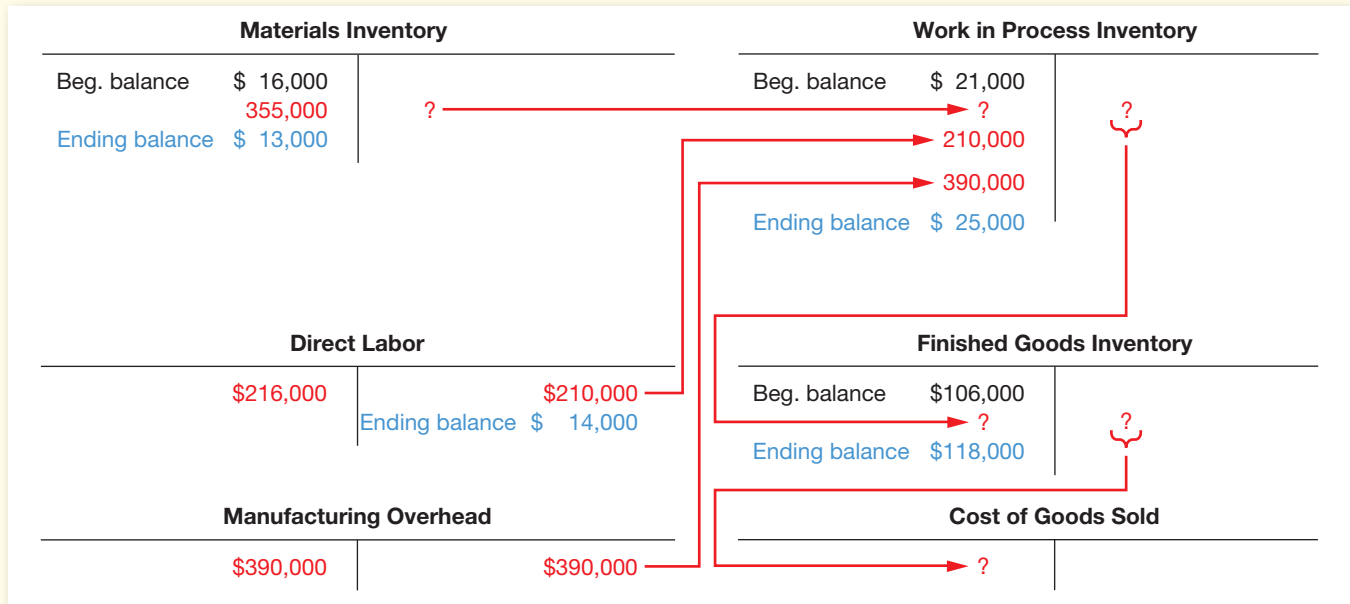 Materials Inventory
Beg. balance $ 16,000
355,000 ?
Ending balance $ 13,000
Work in Process Inventory
Beg. balance $ 21,000
? ?
210,000
390,000
Ending balance $ 25,000
Direct Labor
$216,000 $210,000
Ending balance $ 14,000
Finished Goods Inventory
Beg. balance $106,000
? ?
Ending balance $118,000
Manufacturing Overhead
$390,000 $390,000
Cost of Goods Sold
?